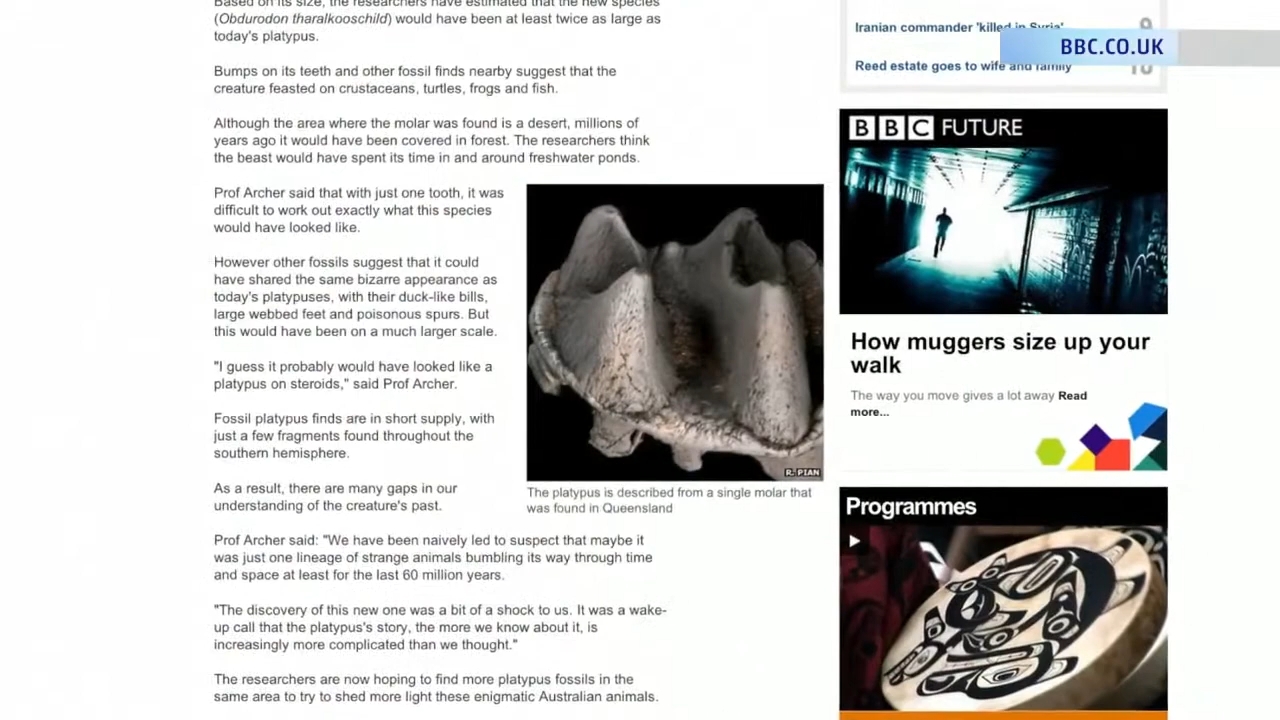 Based on its size, the researchers have estimated that the new species
(Obdurodon tharalkooschild) would have been at least twice as large as
today's platypus.
Bumps on its teeth and other fossil finds nearby suggest that the
creature feasted on crustaceans, turtles, frogs and fish.
Although the area where the molar was found is a desert, millions of
years ago it would have been covered in forest. The researchers think
the beast would have spent its time in and around freshwater ponds.
Prof Archer said that with just one tooth, it was
difficult to work out exactly what this species
would have looked like.
However other fossils suggest that it could
have shared the same bizarre appearance as
today's platypuses, with their duck-like bills,
large webbed feet and poisonous spurs. But
this would have been on a much larger scale.
"I guess it probably would have looked like a
platypus on steroids," said Prof Archer.
Fossil platypus finds are in short supply, with
just a few fragments found throughout the
southern hemisphere.
As a result, there are many gaps in our
understanding of the creature's past.
R. PIAN
The platypus is described from a single molar that
was found in Queensland
Prof Archer said: "We have been naively led to suspect that maybe it
was just one lineage of strange animals bumbling its way through time
and space at least for the last 60 million years.
"The discovery of this new one was a bit of a shock to us. It was a wake-
up call that the platypus's story, the more we know about it, is
increasingly more complicated than we thought."
The researchers are now hoping to find more platypus fossils in the
same area to try to shed more light these enigmatic Australian animals.
Iranian commander 'killed in Syria' 9
BBC.CO.UK
Reed estate goes to wife and family 10
BBC FUTURE
How muggers size up your
walk
The way you move gives a lot away Read
more...
Programmes